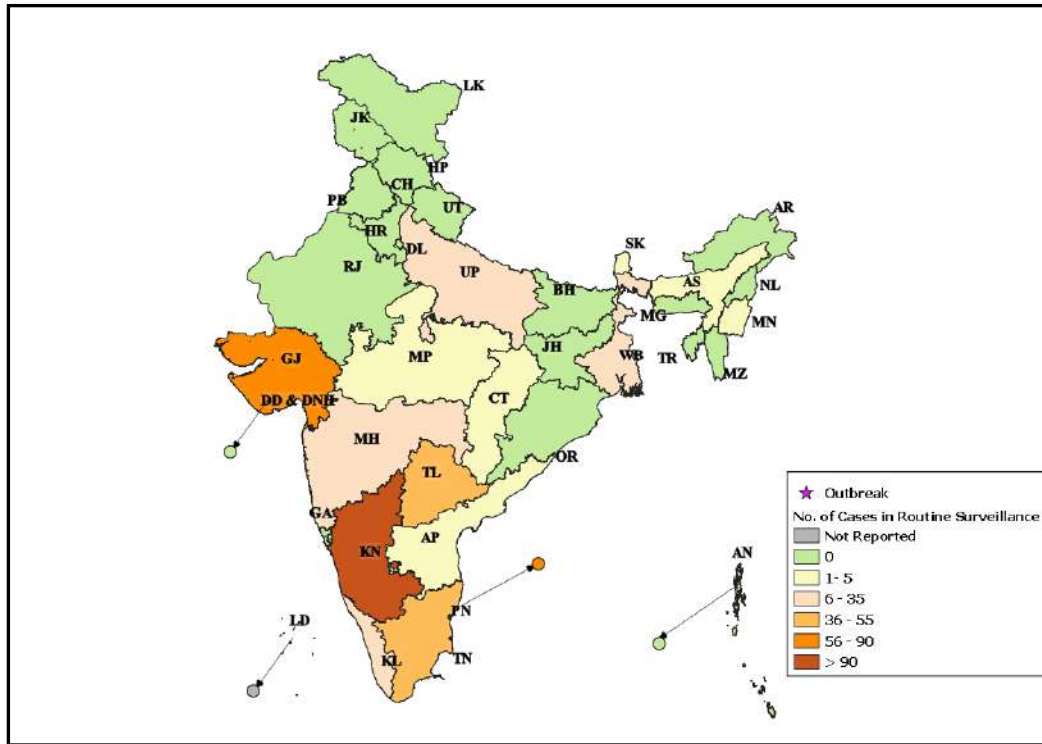 LK
JK
HP
CH
PB
UT
HR
DL
AR
SK
RJ
UP
AS
BH
NL
MG
MN
GJ
MP
JH
TR
WB
MZ
DD & DNH
CT
MH
OR
TL
GA
KN
AP
AN
PN
LD
KL
TN
Outbreak
No. of Cases in Routine Surveillance
Not Reported
0
1- 5
6 - 35
36 - 55
56 - 90
> 90